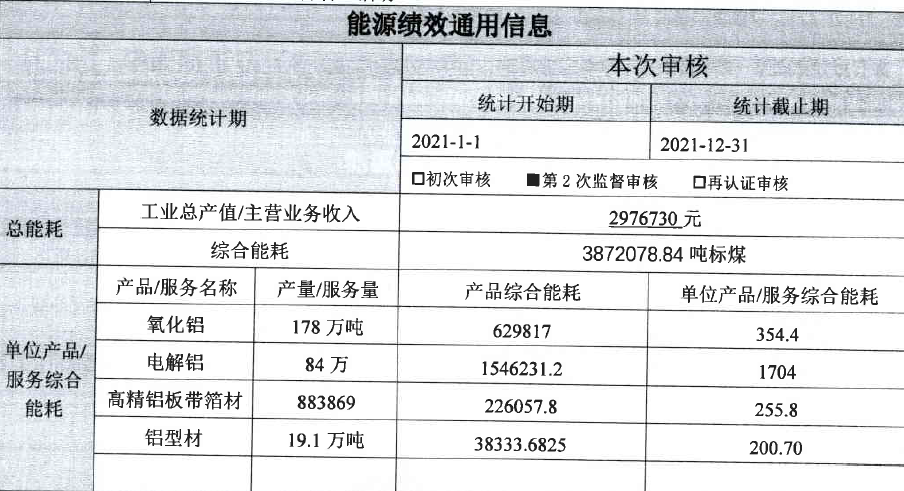 能源绩效通用信息
数据统计期
本次审核
统计开始期 统计截止期
2021-1-1 2021-12-31
□初次审核 ■第 2 次监督审核 □再认证审核
总能耗
工业总产值/主营业务收入 2976730 元
综合能耗 3872078.84 吨标煤
单位产品/
服务综合
能耗
产品/服务名称 产量/服务量 产品综合能耗 单位产品/服务综合能耗
氧化铝 178 万吨 629817 354.4
电解铝 84 万 1546231.2 1704
高精铝板带箔材 883869 226057.8 255.8
铝型材 19.1 万吨 38333.6825 200.70